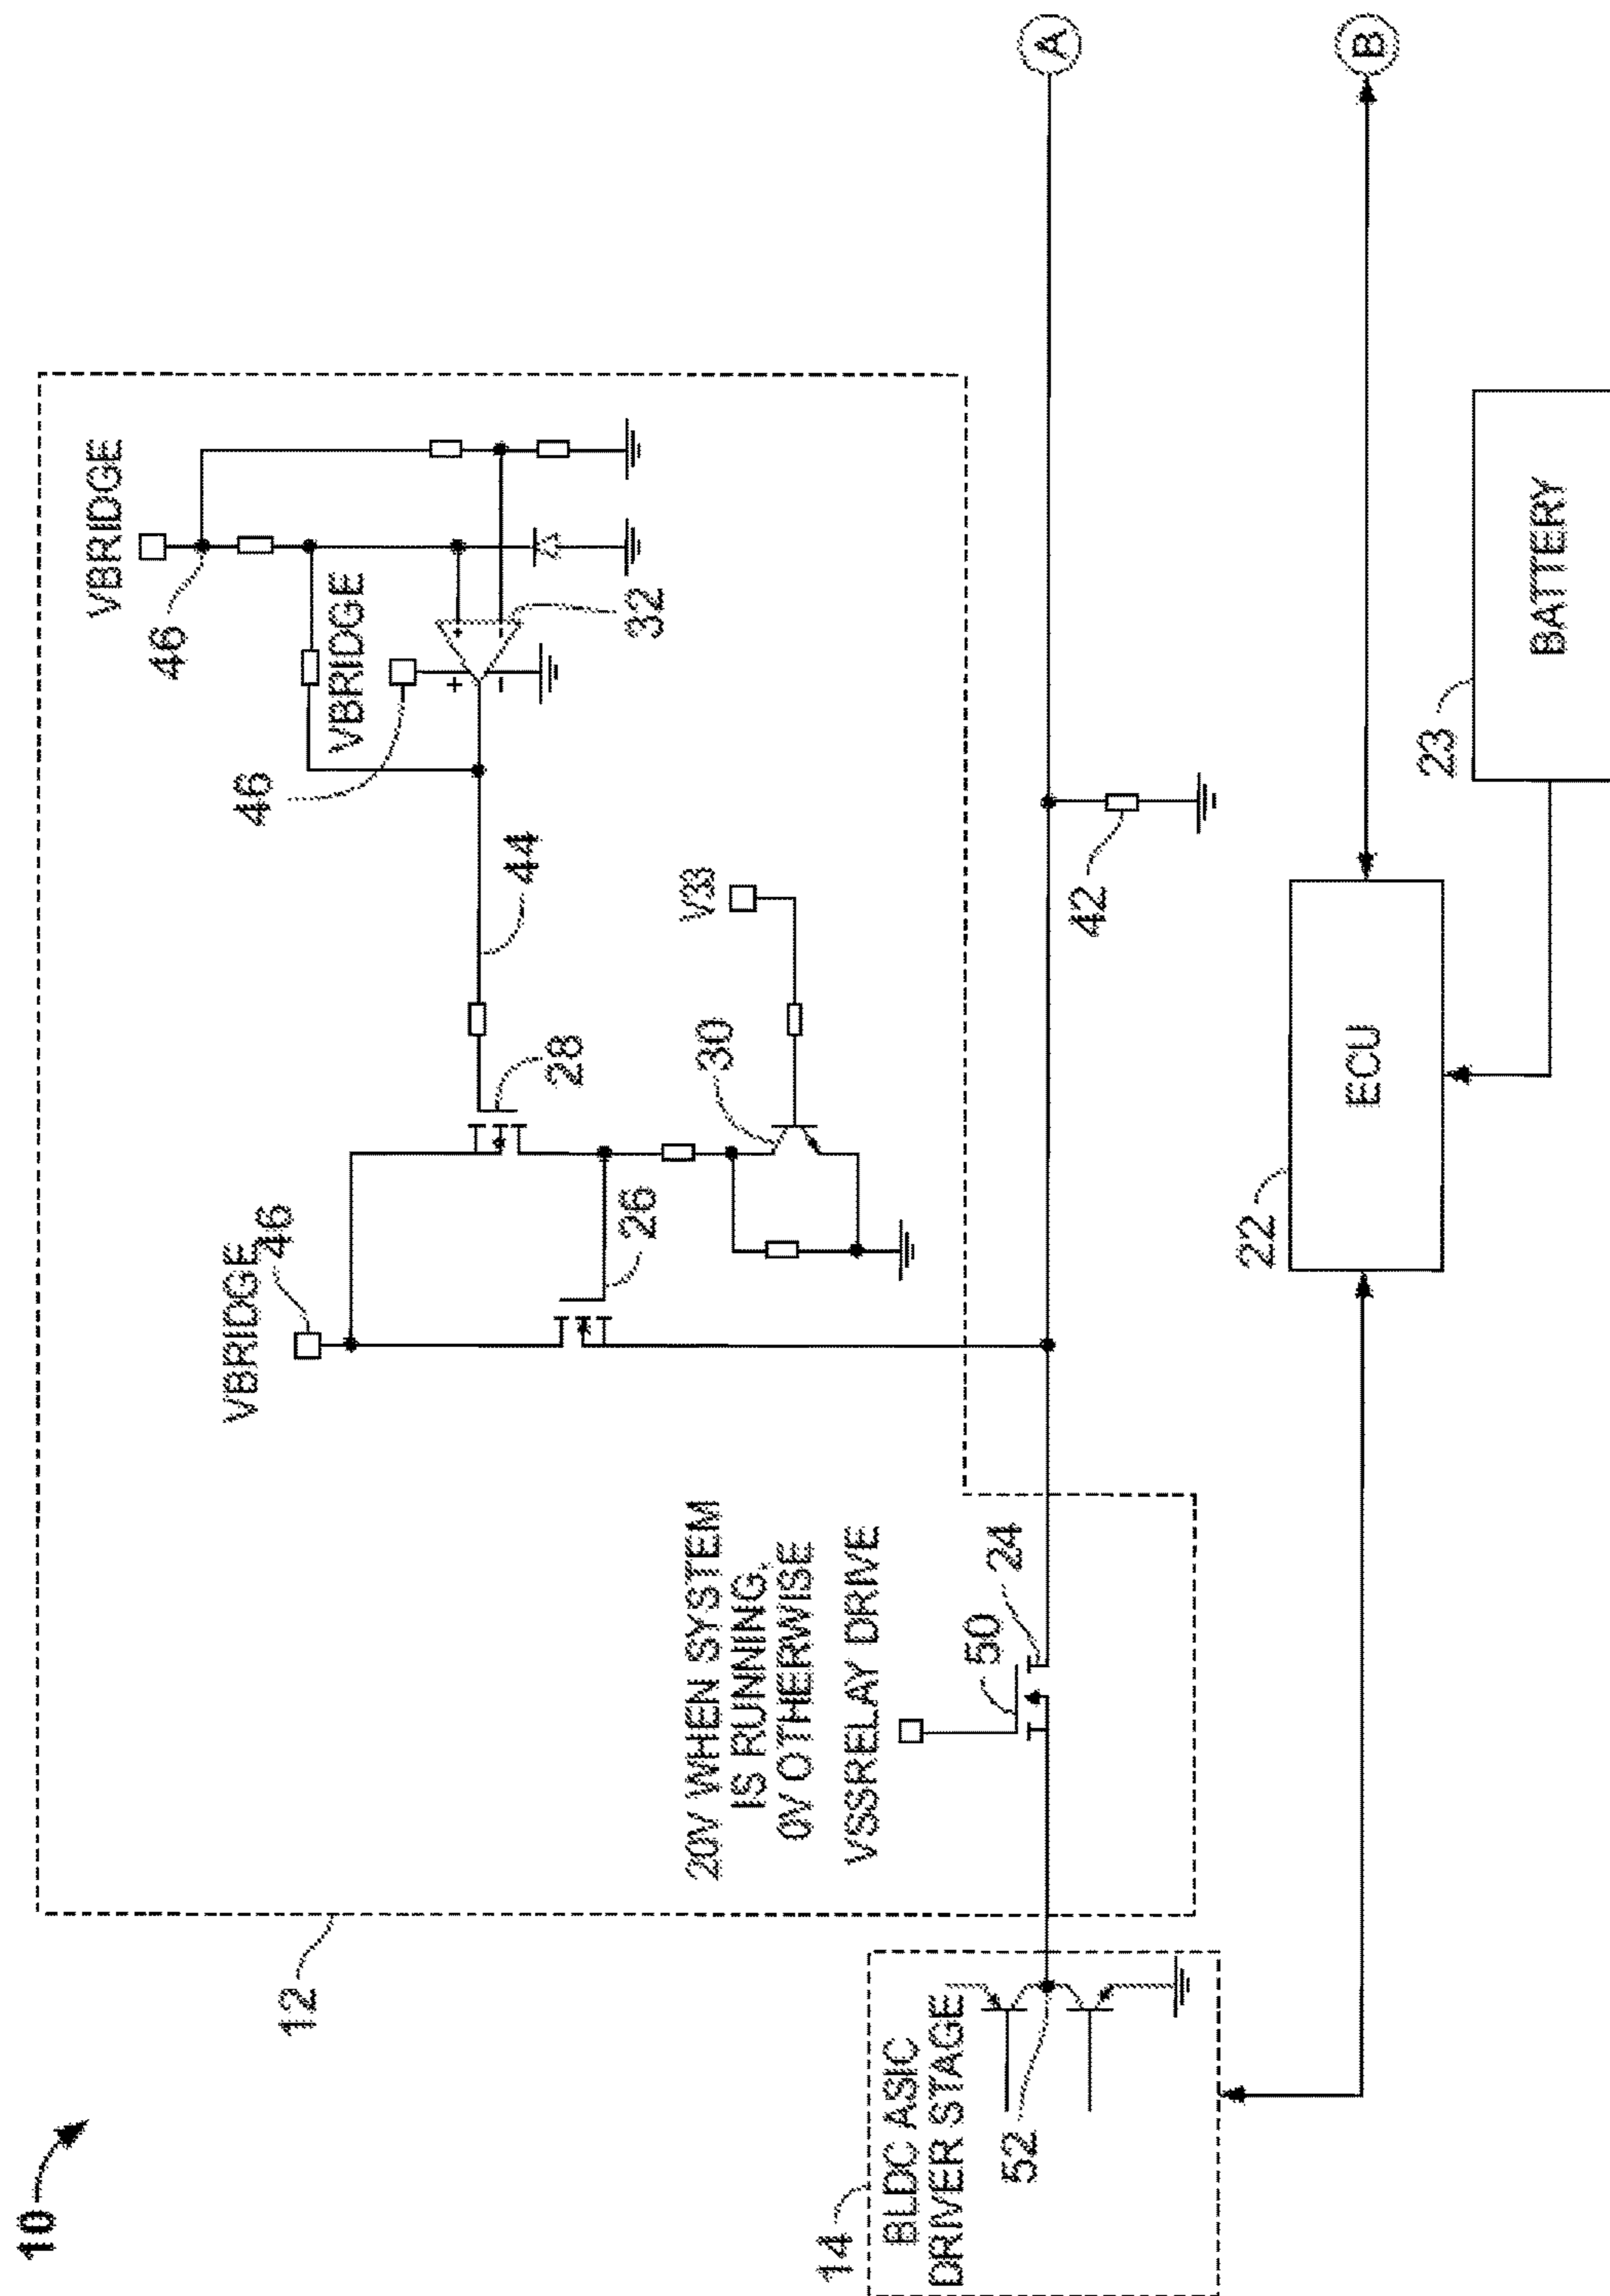 10
12
VBRIDGE
46
VBRIDGE
46
VBRIDGE
46
+
-
+
-
32
44
28
26
V33
30
20V WHEN SYSTEM
IS RUNNING,
0V OTHERWISE
VSSRELAY DRIVE
50
24
42
A
14
BLDC ASIC
DRIVER STAGE
52
22
ECU
B
23
BATTERY